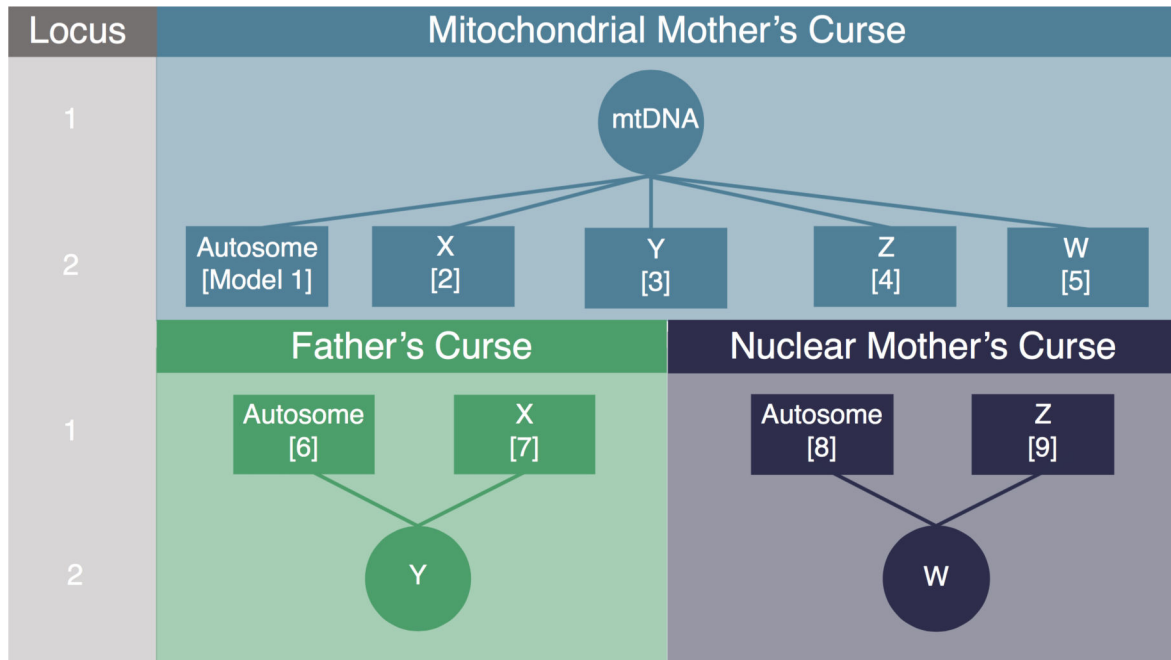 Locus
Mitochondrial Mother's Curse
1
mtDNA
2
Autosome
[Model 1]
X
[2]
Y
[3]
Z
[4]
W
[5]
Father's Curse
Nuclear Mother's Curse
1
Autosome
[6]
X
[7]
Autosome
[8]
Z
[9]
2
Y
W